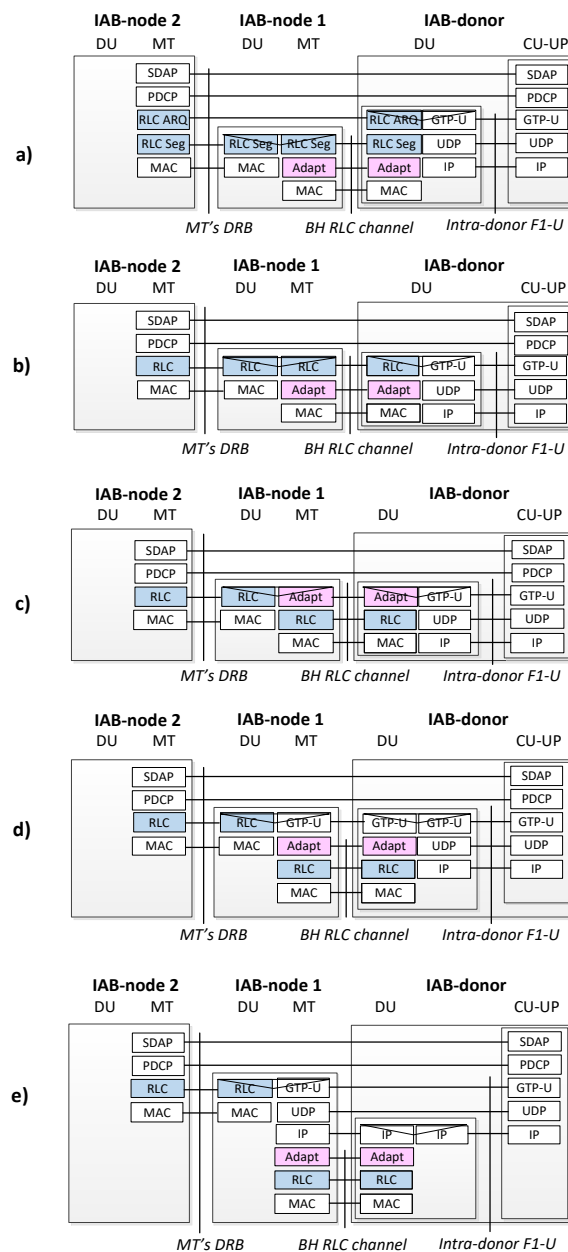 IAB-node 2 IAB-node 1 IAB-donor
DU MT DU MT DU CU-UP
SDAP SDAP
PDCP PDCP
RLC ARQ RLC ARQ GTP-U GTP-U
a)
RLC Seg RLC Seg RLC Seg RLC Seg UDP UDP
MAC MAC Adapt Adapt IP IP
MAC MAC
MT's DRB BH RLC channel Intra-donor F1-U
IAB-node 2 IAB-node 1 IAB-donor
DU MT DU MT DU CU-UP
SDAP SDAP
PDCP PDCP
b)
RLC RLC RLC RLC GTP-U GTP-U
MAC MAC Adapt Adapt UDP UDP
MAC MAC IP IP
MT's DRB BH RLC channel Intra-donor F1-U
IAB-node 2 IAB-node 1 IAB-donor
DU MT DU MT DU CU-UP
SDAP SDAP
PDCP PDCP
c)
RLC RLC Adapt Adapt GTP-U GTP-U
MAC MAC RLC RLC UDP UDP
MAC MAC IP IP
MT's DRB BH RLC channel Intra-donor F1-U
IAB-node 2 IAB-node 1 IAB-donor
DU MT DU MT DU CU-UP
SDAP SDAP
PDCP PDCP
d)
RLC RLC GTP-U GTP-U GTP-U GTP-U
MAC MAC Adapt Adapt UDP UDP
RLC RLC IP IP
MAC MAC
MT's DRB BH RLC channel Intra-donor F1-U
IAB-node 2 IAB-node 1 IAB-donor
DU MT DU MT DU CU-UP
SDAP SDAP
PDCP PDCP
e)
RLC RLC GTP-U GTP-U
MAC MAC UDP UDP
IP IP IP IP
Adapt Adapt
RLC RLC
MAC MAC
MT's DRB BH RLC channel Intra-donor F1-U